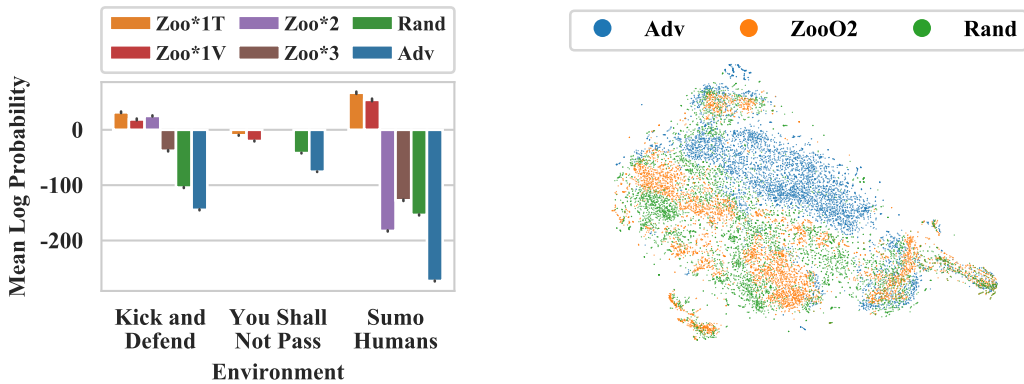 Zoo*1T Zoo*2 Rand
Zoo*1V Zoo*3 Adv
Mean Log Probability
0
-100
-200
Kick and Defend
You Shall Not Pass
Sumo Humans
Environment
Adv ZooO2 Rand